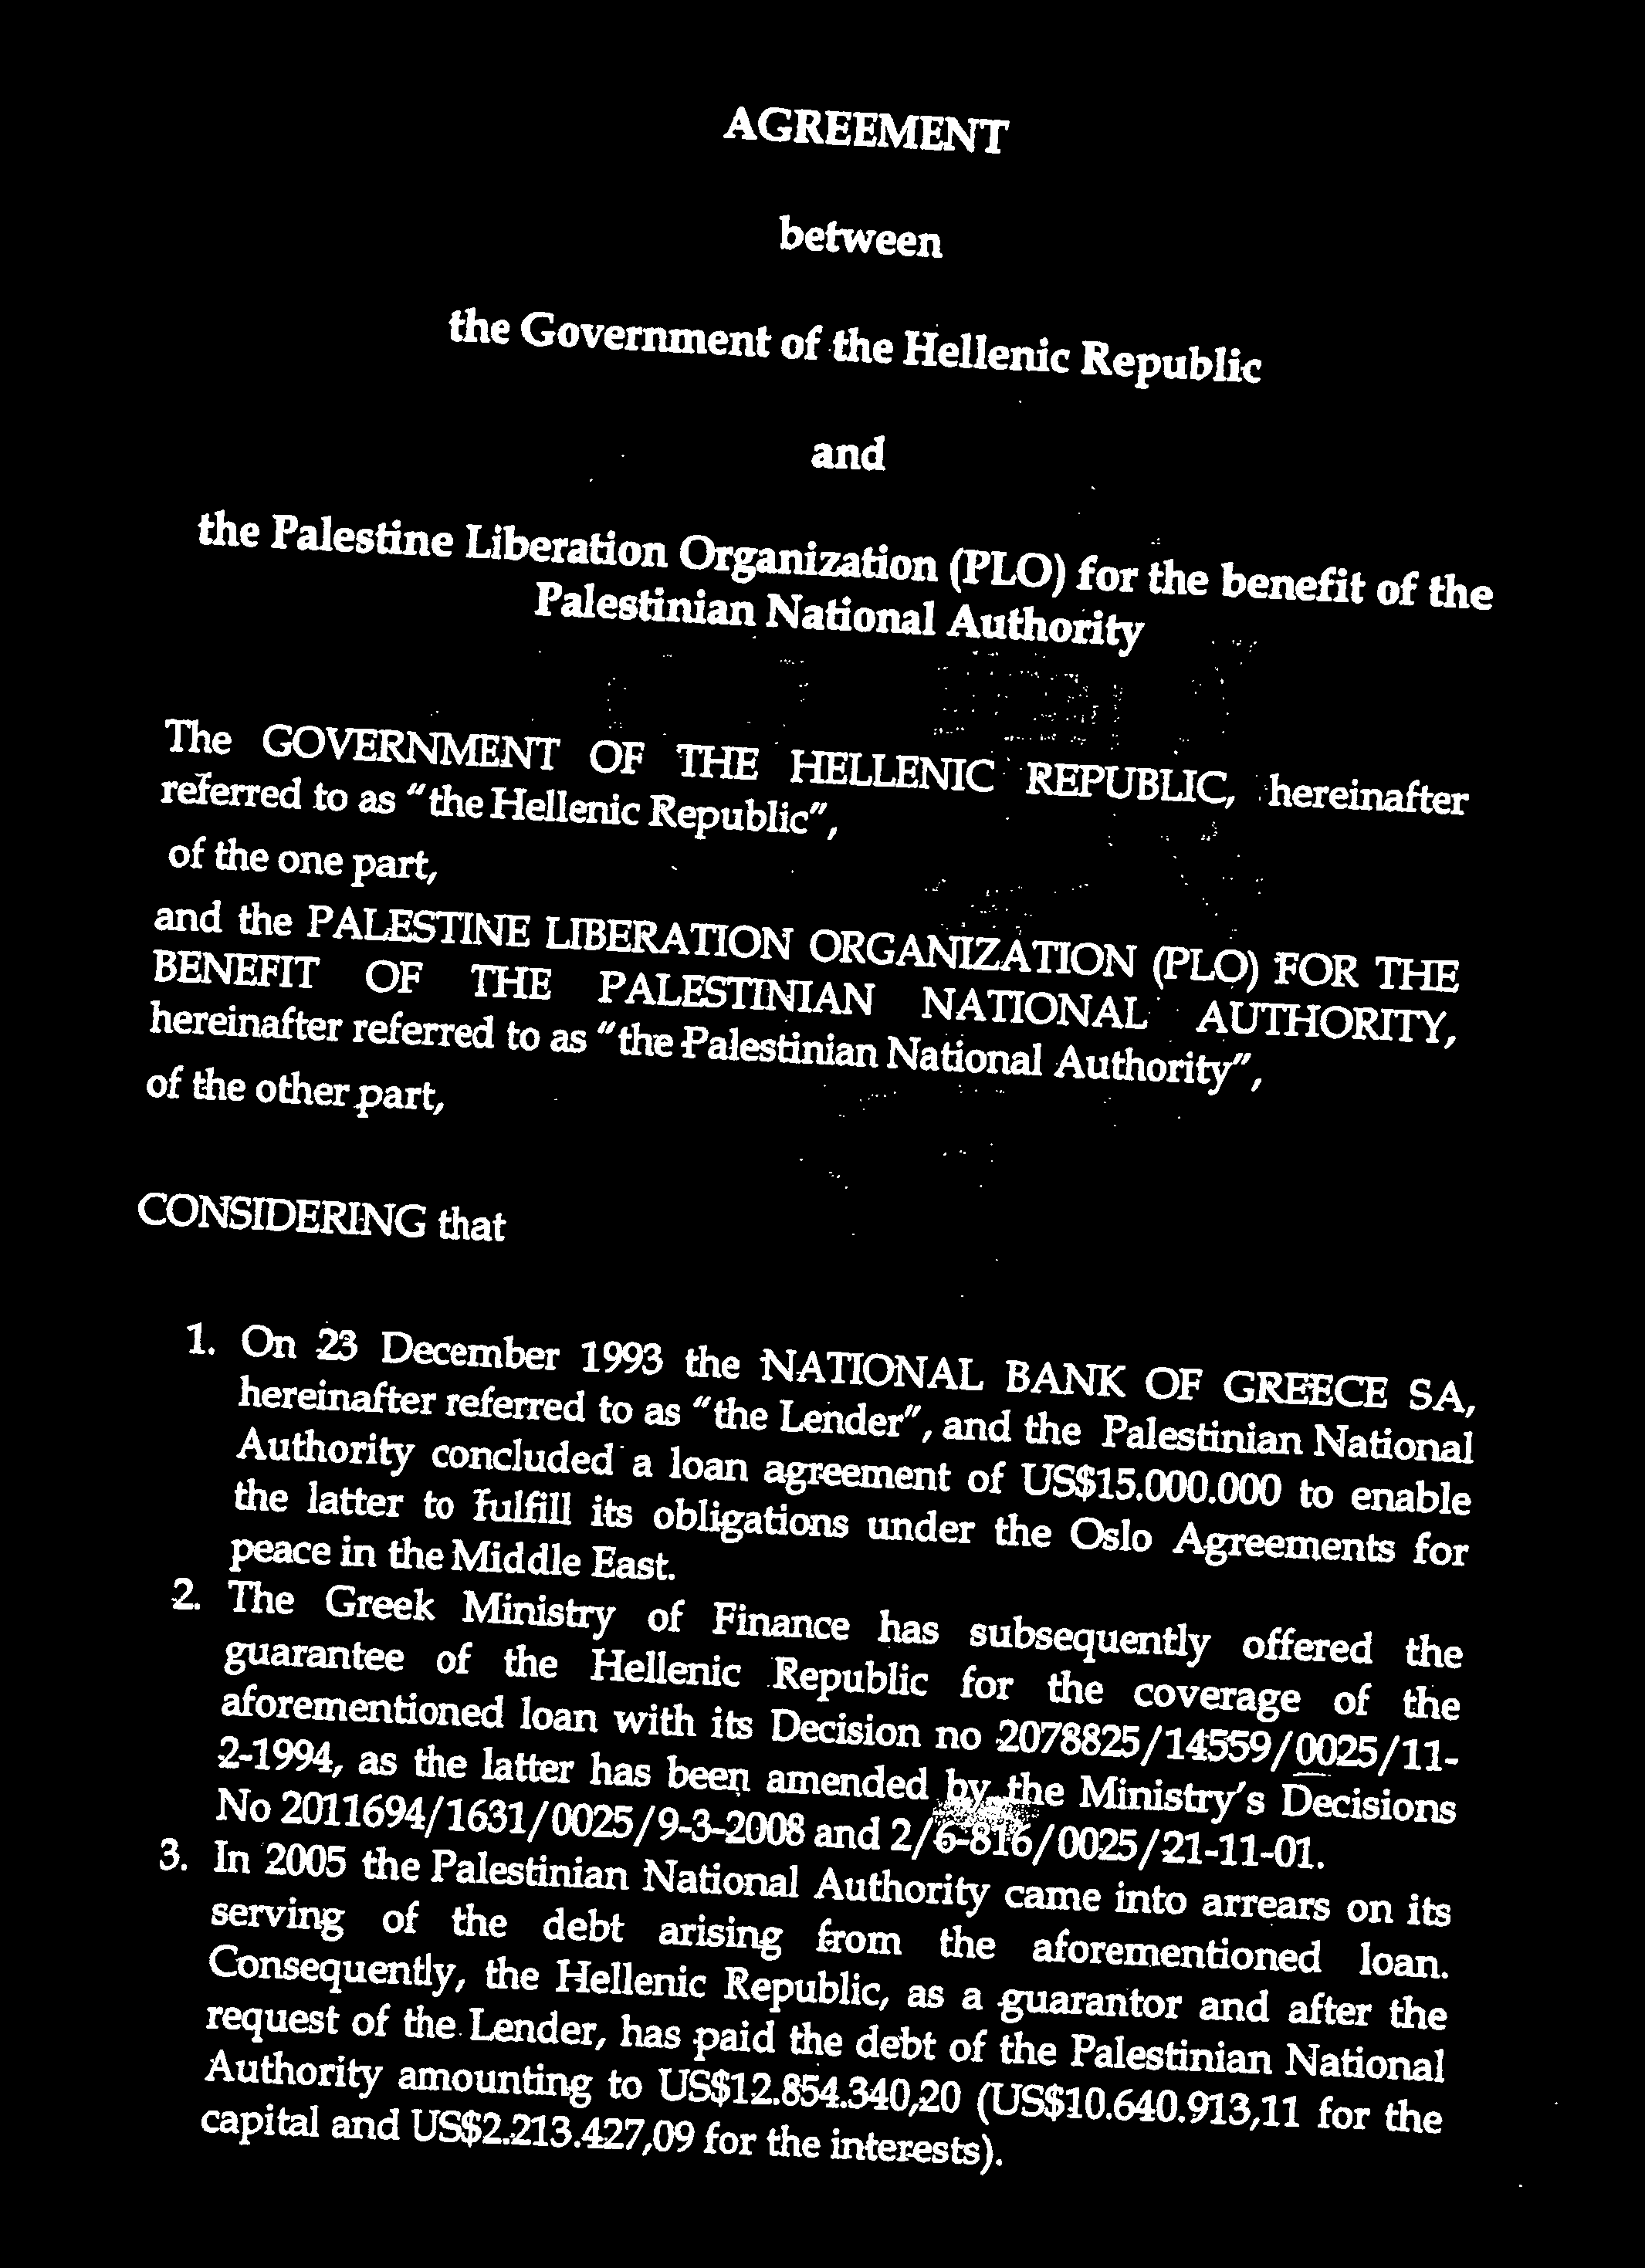 AGREEMENT
between
the Government of the Hellenic Republic
and
the Palestine Liberation Organization (PLO) for the benefit of the
Palestinian National Authority
The GOVERNMENT OF THE HELLENIC REPUBLIC, hereinafter
referred to as "the Hellenic Republic",
of the one part,
and the PALESTINE LIBERATION ORGANIZATION (PLO) FOR THE
BENEFIT OF THE PALESTINIAN NATIONAL AUTHORITY,
hereinafter referred to as "the Palestinian National Authority",
of the other part,
CONSIDERING that
1. On 23 December 1993 the NATIONAL BANK OF GREECE SA,
hereinafter referred to as "the Lender", and the Palestinian National
Authority concluded a loan agreement of US$15.000.000 to enable
the latter to fulfill its obligations under the Oslo Agreements for
peace in the Middle East.
2. The Greek Ministry of Finance has subsequently offered the
guarantee of the Hellenic Republic for the coverage of the
aforementioned loan with its Decision no 2078825/14559/0025/11-
2-1994, as the latter has been amended by the Ministry's Decisions
No 2011694/1631/0025/9-3-2008 and 2/6-816/0025/21-11-01.
3. In 2005 the Palestinian National Authority came into arrears on its
serving of the debt arising from the aforementioned loan.
Consequently, the Hellenic Republic, as a guarantor and after the
request of the Lender, has paid the debt of the Palestinian National
Authority amounting to US$12.854.340,20 (US$10.640.913,11 for the
capital and US$2.213.427,09 for the interests).